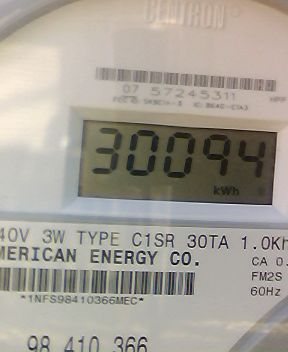 CENTRON
07 57245311
30094
kWh
40V 3W TYPE C1SR 30TA 1.0Kh
MERICAN ENERGY CO.
CA 0.
FM2S
60Hz
*1NFS98410366MEC*
98 410 366